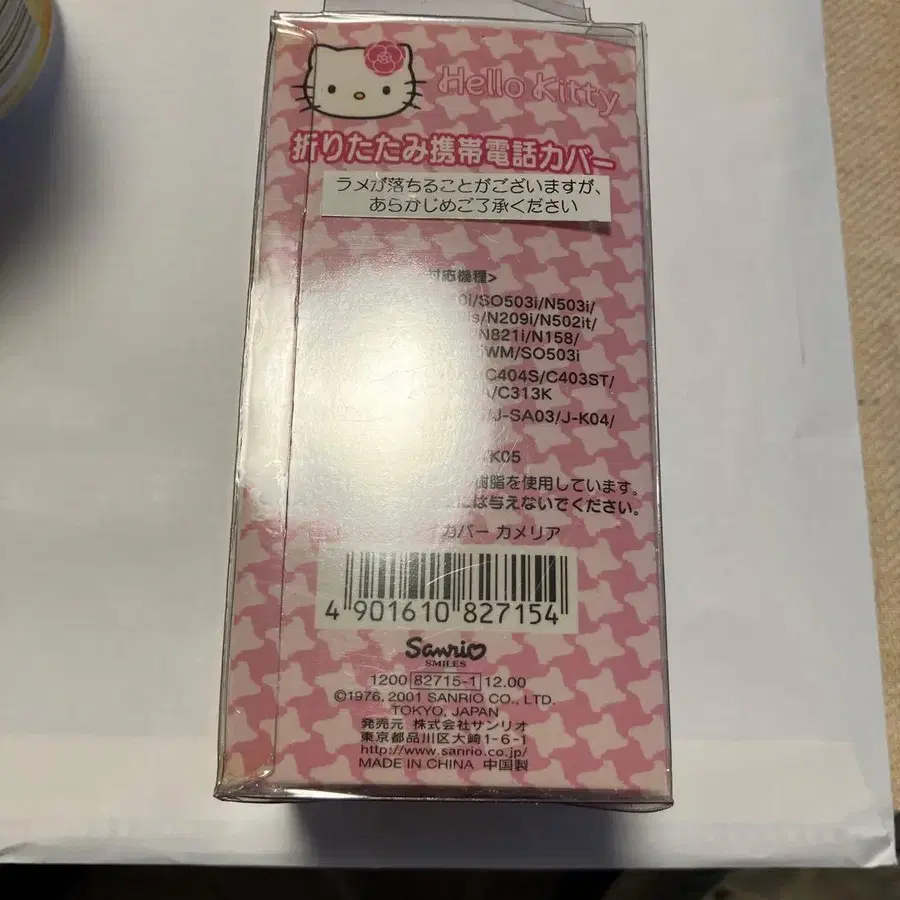 Hello Kitty
折りたたみ携帯電話カバー
ラメが落ちることがございますが、
あらかじめご了承ください
対応機種>
/SO503i/N503i/
/N209i/N502it/
N821i/N158/
WM/SO503i
C404S/C403ST/
/C313K
/J-SA03/J-K04/
K05
樹脂を使用しています。
には与えないでください。
カバー カメリア
4 901610 827154
Sanrio
SMILES
1200 82715-1 12.00
©1976, 2001 SANRIO CO., LTD.
TOKYO, JAPAN
発売元 株式会社サンリオ
東京都品川区大崎1-6-1
http://www.sanrio.co.jp/
MADE IN CHINA 中国製